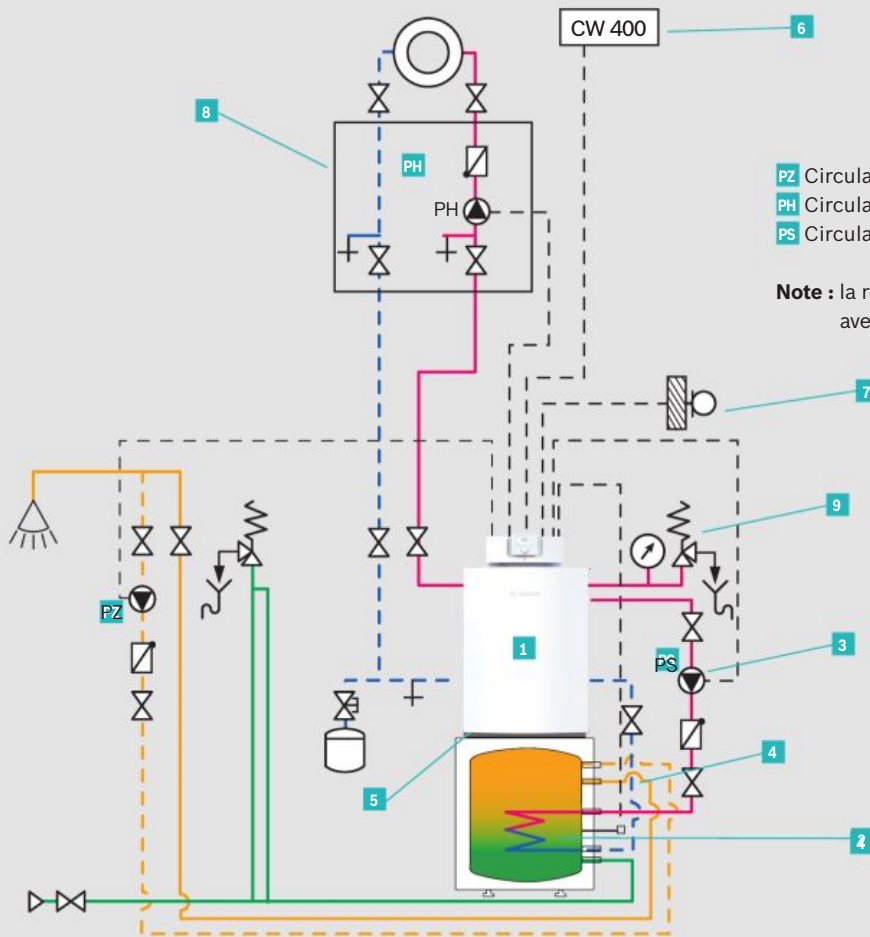 CW 400
6
8
PH
PZ Circula
PH Circula
PS Circula
PH
Note : la r
ave
7
9
1
PZ
PS
3
4
5